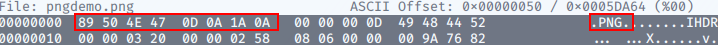 File: pngdemo.png ASCII Offset: 0x00000050 / 0x0005DA64 (%00)
00000000 89 50 4E 47 0D 0A 1A 0A 00 00 00 0D 49 48 44 52 .PNG........IHDR
00000010 00 00 03 20 00 00 02 58 08 06 00 00 00 9A 76 82 ... ...X......v.